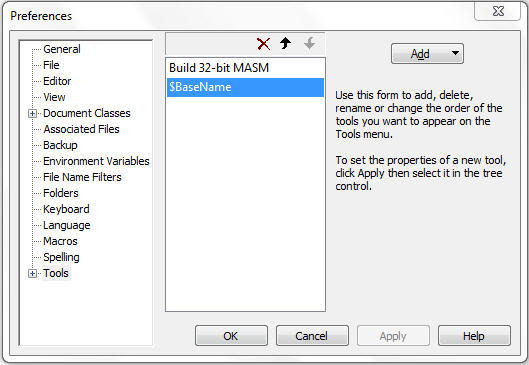 Preferences
General
File
Editor
View
Document Classes
Associated Files
Backup
Environment Variables
File Name Filters
Folders
Keyboard
Language
Macros
Spelling
Tools
Build 32-bit MASM
$BaseName
Add
Use this form to add, delete,
rename or change the order of the
tools you want to appear on the
Tools menu.
To set the properties of a new tool,
click Apply then select it in the tree
control.
OK
Cancel
Apply
Help